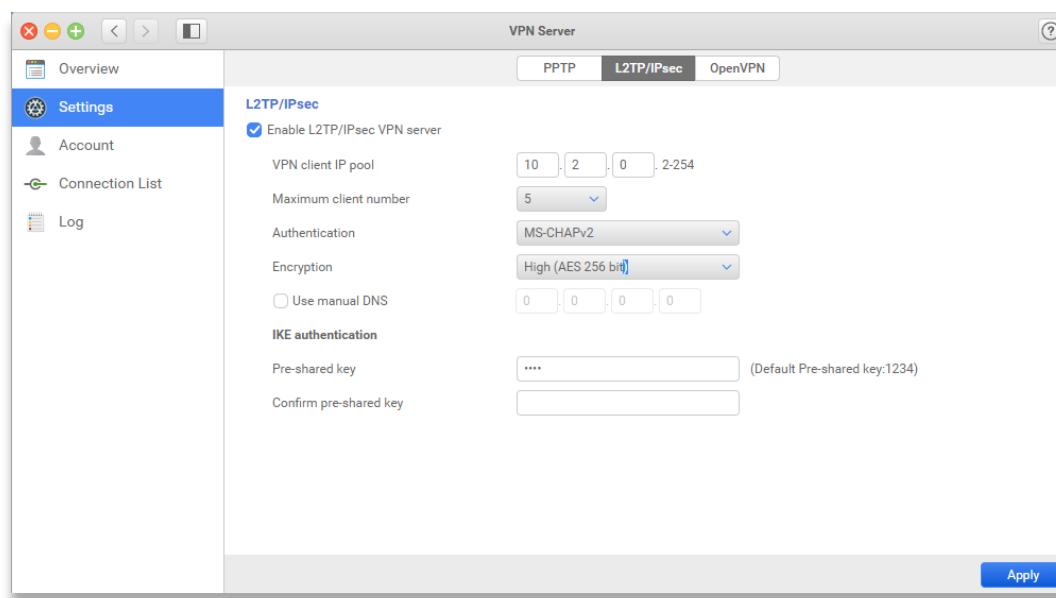 VPN Server
?
Overview
Settings
Account
Connection List
Log
PPTP L2TP/IPsec OpenVPN
L2TP/IPsec
Enable L2TP/IPsec VPN server
VPN client IP pool 10 . 2 . 0 . 2-254
Maximum client number 5
Authentication MS-CHAPv2
Encryption High (AES 256 bit)
Use manual DNS 0 . 0 . 0 . 0
IKE authentication
Pre-shared key •••• (Default Pre-shared key:1234)
Confirm pre-shared key
Apply